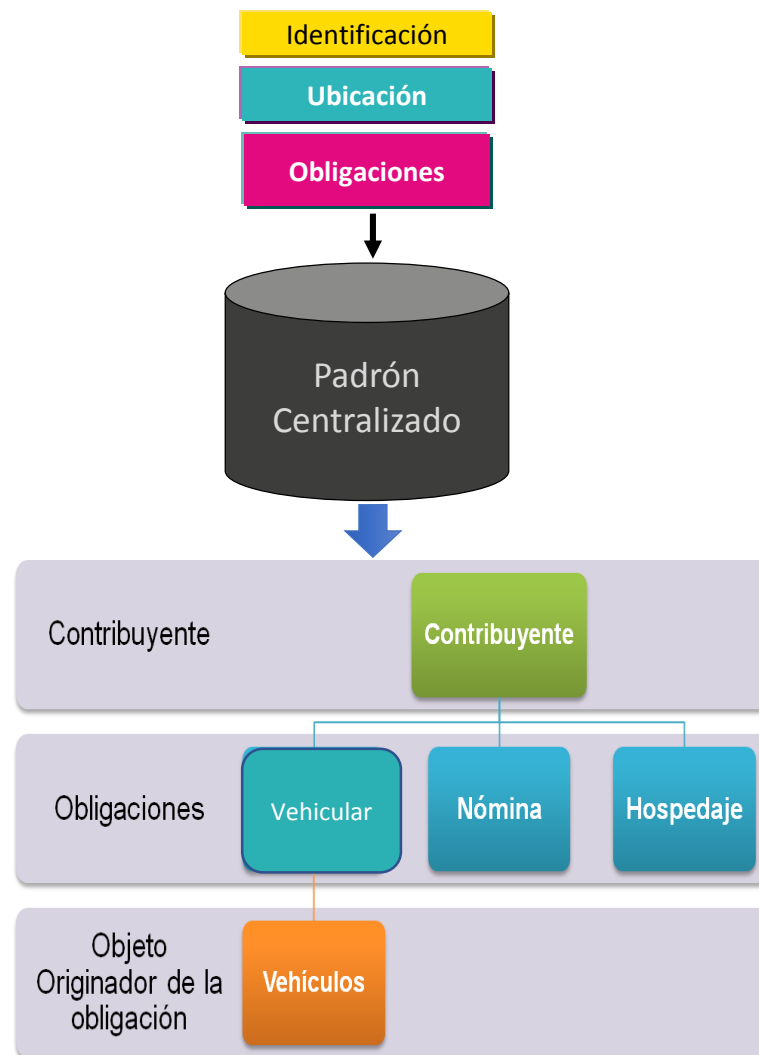 Identificación
Ubicación
Obligaciones
Padrón
Centralizado
Contribuyente
Contribuyente
Obligaciones
Vehicular
Nómina
Hospedaje
Objeto
Originador de la
obligación
Vehículos